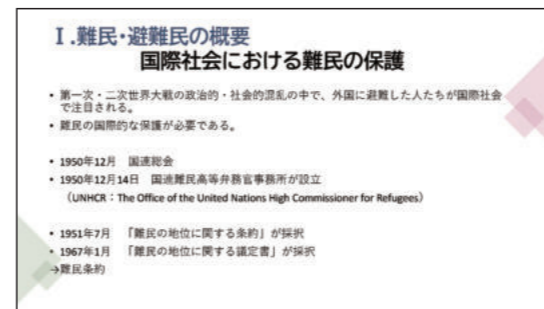 Ⅰ.難民･避難民の概要
国際社会における難民の保護
• 第一次・二次世界大戦の政治的・社会的混乱の中で、外国に避難した人たちが国際社会
で注目される。
• 難民の国際的な保護が必要である。
• 1950年12月　国連総会
• 1950年12月14日　国連難民高等弁務官事務所が設立
（UNHCR：The Office of the United Nations High Commissioner for Refugees）
• 1951年7月　「難民の地位に関する条約」が採択
• 1967年1月　「難民の地位に関する議定書」が採択
→難民条約